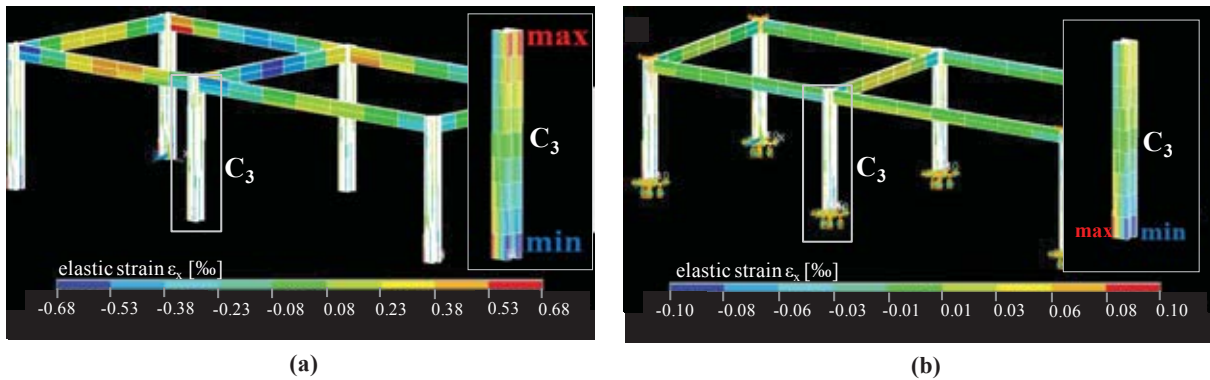 max
C3
C3
min
elastic strain εx [‰]
-0.68 -0.53 -0.38 -0.23 -0.08 0.08 0.23 0.38 0.53 0.68
(a)
C3
C3
max min
elastic strain εx [‰]
-0.10 -0.08 -0.06 -0.03 -0.01 0.01 0.03 0.06 0.08 0.10
(b)